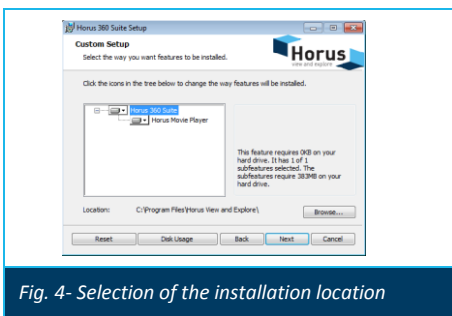 Horus 360 Suite Setup
Custom Setup
Select the way you want features to be installed.
Horus
view and explore
Click the icons in the tree below to change the way features will be installed.
Horus 360 Suite
Horus Movie Player
This feature requires 0KB on your
hard drive. It has 1 of 1
subfeatures selected. The
subfeatures require 383MB on your
hard drive.
Location: C:\Program Files\Horus View and Explore\
Browse...
Reset Disk Usage Back Next Cancel
Fig. 4- Selection of the installation location